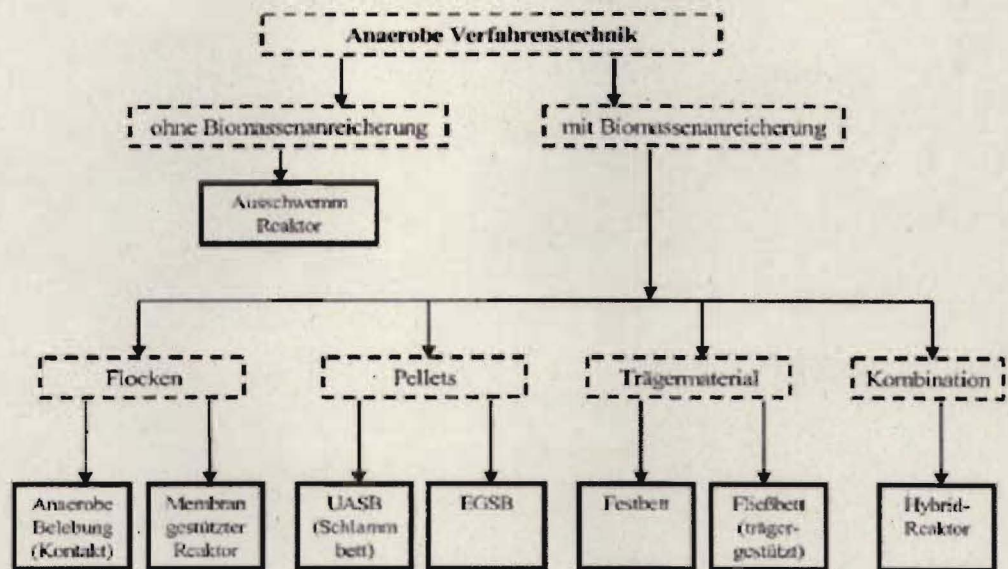 Anaerobe Verfahrenstechnik
ohne Biomassenanreicherung
mit Biomassenanreicherung
Ausschwemm
Reaktor
Flocken
Pellets
Trägermaterial
Kombination
Anaerobe
Belebung
(Kontakt)
Membran
gestützter
Reaktor
UASB
(Schlamm
bett)
EGSB
Festbett
Fließbett
(träger-
gestützt)
Hybrid-
Reaktor